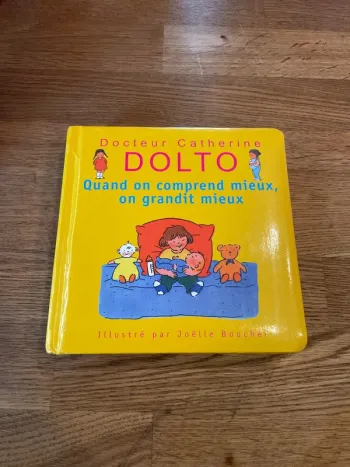 Docteur Catherine
DOLTO
Quand on comprend mieux,
on grandit mieux
Illustré par Joëlle Boucher